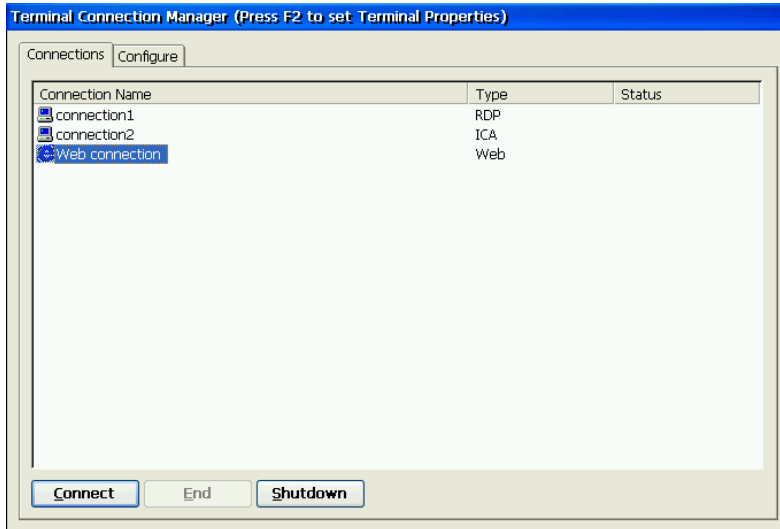 Terminal Connection Manager (Press F2 to set Terminal Properties)
Connections Configure
Connection Name Type Status
connection1 RDP
connection2 ICA
Web connection Web
Connect End Shutdown